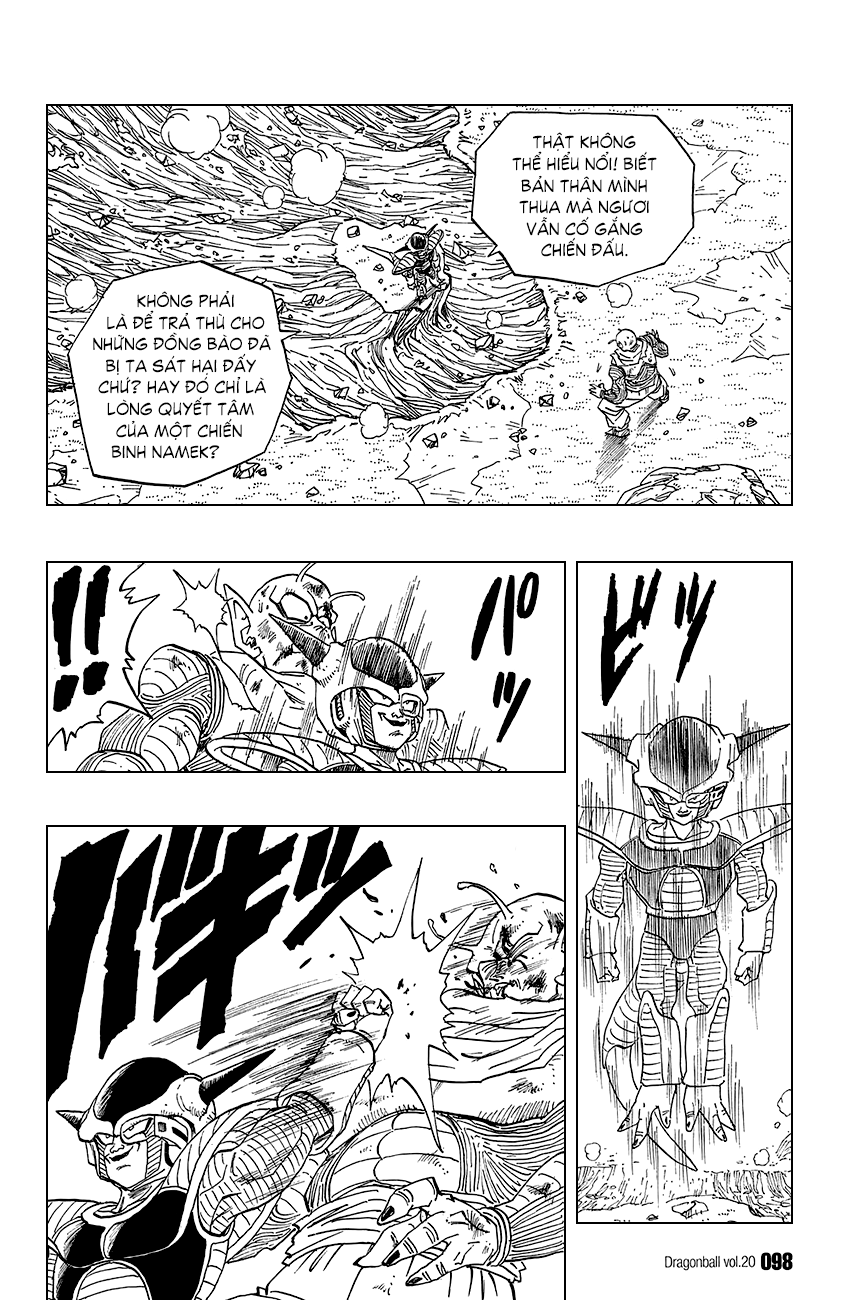 THẬT KHÔNG
THỂ HIỂU NỔI! BIẾT
BẢN THÂN MÌNH
THUA MÀ NGƯƠI
VẪN CỐ GẮNG
CHIẾN ĐẤU.
KHÔNG PHẢI
LÀ ĐỂ TRẢ THÙ CHO
NHỮNG ĐỒNG BÀO ĐÃ
BỊ TA SÁT HẠI ĐẤY
CHỨ? HAY ĐÓ CHỈ LÀ
LÒNG QUYẾT TÂM
CỦA MỘT CHIẾN
BINH NAMEK?
ビッ
パッ
!!
バキッ
Dragonball vol.20 098